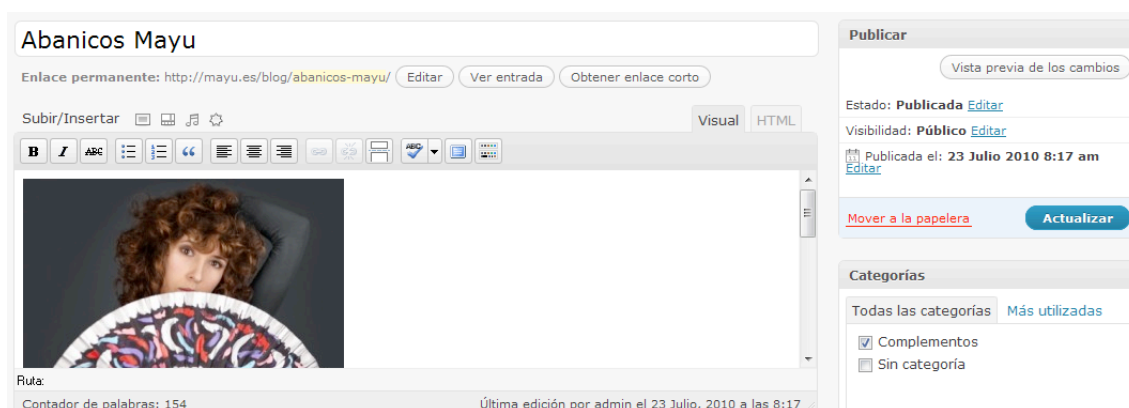 Abanicos Mayu
Enlace permanente: http://mayu.es/blog/abanicos-mayu/ Editar Ver entrada Obtener enlace corto
Subir/Insertar
Visual HTML
B I ABC ABC
Ruta:
Contador de palabras: 154 Última edición por admin el 23 Julio, 2010 a las 8:17
Publicar
Vista previa de los cambios
Estado: Publicada Editar
Visibilidad: Público Editar
Publicada el: 23 Julio 2010 8:17 am
Editar
Mover a la papelera Actualizar
Categorías
Todas las categorías Más utilizadas
Complementos
Sin categoría